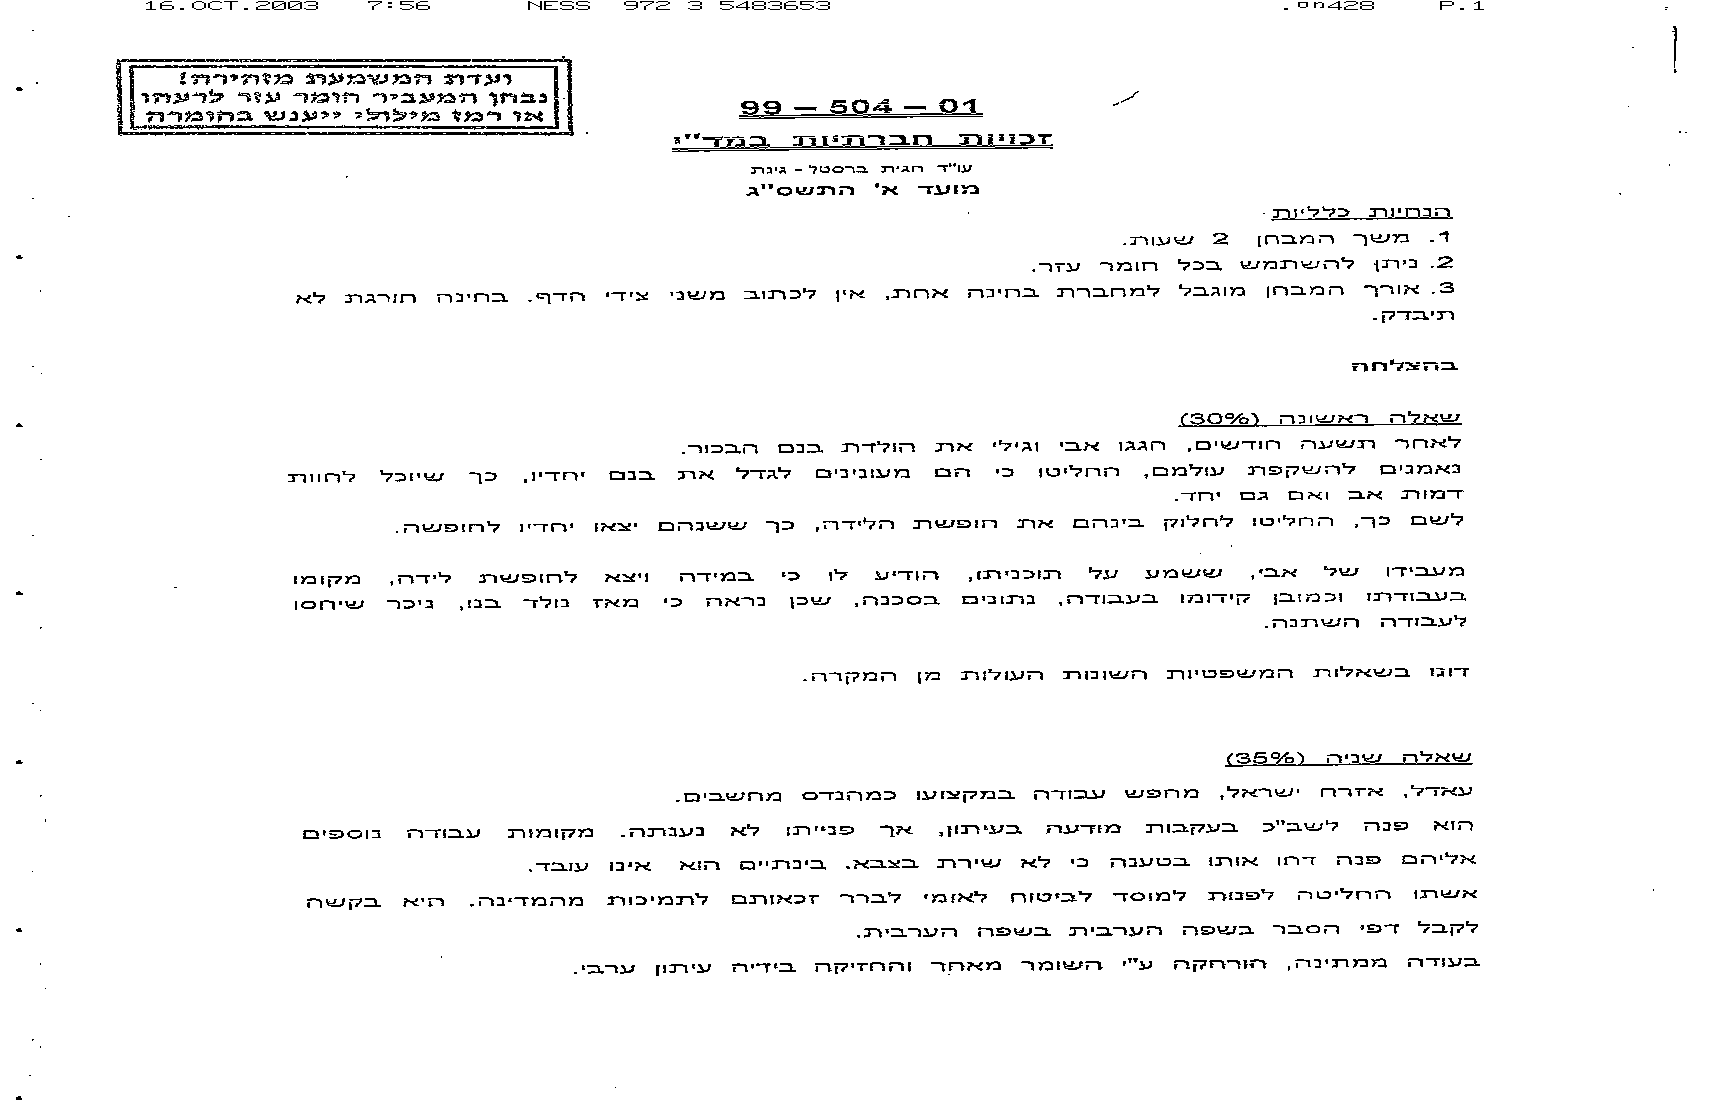 16.OCT.2003 7:56 NESS 972 3 5483653 .סח428 P.1
ועדת המשמעת מזהירה!
נבחן המעביר חומר עזר לרעהו
או רמז מילולי ייענש בחומרה
99 – 504 – 01
זכויות חברתיות במד"י
עו"ד חגית ברסטל - גינת
מועד א' התשס"ג
הנחיות כלליות
1. משך המבחן 2 שעות.
2. ניתן להשתמש בכל חומר עזר.
3. אורך המבחן מוגבל למחברת בחינה אחת, אין לכתוב משני צידי הדף. בחינה חורגת לא
תיבדק.
בהצלחה
שאלה ראשונה (30%)
לאחר תשעה חודשים, חגגו אבי וגילי את הולדת בנם הבכור.
נאמנים להשקפת עולמם, החליטו כי הם מעונינים לגדל את בנם יחדיו, כך שיוכל לחוות
דמות אב ואם גם יחד.
לשם כך, החליטו לחלוק בינהם את חופשת הלידה, כך ששנהם יצאו יחדיו לחופשה.
מעבידו של אבי, ששמע על תוכניתו, הודיע לו כי במידה ויצא לחופשת לידה, מקומו
בעבודתו וכמובן קידומו בעבודה, נתונים בסכנה, שכן נראה כי מאז נולד בנו, ניכר שיחסו
לעבודה השתנה.
דונו בשאלות המשפטיות השונות העולות מן המקרה.
שאלה שניה (35%)
עאדל, אזרח ישראל, מחפש עבודה במקצועו כמהנדס מחשבים.
הוא פנה לשב"כ בעקבות מודעה בעיתון, אך פנייתו לא נענתה. מקומות עבודה נוספים
אליהם פנה דחו אותו בטענה כי לא שירת בצבא. בינתיים הוא אינו עובד.
אשתו החליטה לפנות למוסד לביטוח לאומי לברר זכאותם לתמיכות מהמדינה. היא בקשה
לקבל דפי הסבר בשפה הערבית בשפה הערבית.
בעודה ממתינה, הורחקה ע"י השומר מאחר והחזיקה בידיה עיתון ערבי.